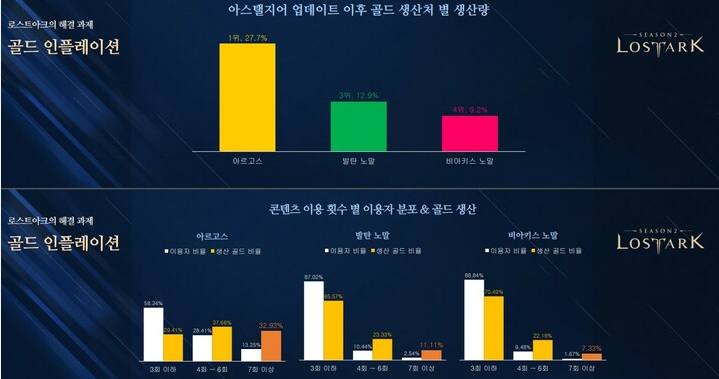 아스탤지어 업데이트 이후 골드 생산처 별 생산량
로스트아크의 해결 과제
골드 인플레이션
SEASON 2
LOSTARK
1위, 27.7%
3위, 12.9%
4위, 9.2%
아르고스
발탄 노말
비아키스 노말
콘텐츠 이용 횟수 별 이용자 분포 & 골드 생산
로스트아크의 해결 과제
골드 인플레이션
SEASON 2
LOSTARK
아르고스
이용자 비율 생산 골드 비율
58.34%
29.41%
28.41%
37.66%
13.25%
32.93%
3회 이하
4회 ~ 6회
7회 이상
발탄 노말
이용자 비율 생산 골드 비율
87.02%
65.57%
10.44%
23.33%
2.54%
11.11%
3회 이하
4회 ~ 6회
7회 이상
비아키스 노말
이용자 비율 생산 골드 비율
88.84%
70.49%
9.48%
22.18%
1.67%
7.33%
3회 이하
4회 ~ 6회
7회 이상